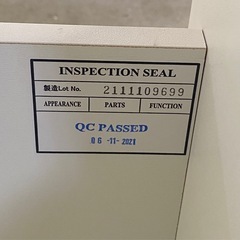 INSPECTION SEAL
製造Lot No. 2111109699
APPEARANCE PARTS FUNCTION
QC PASSED
06 -11- 2021